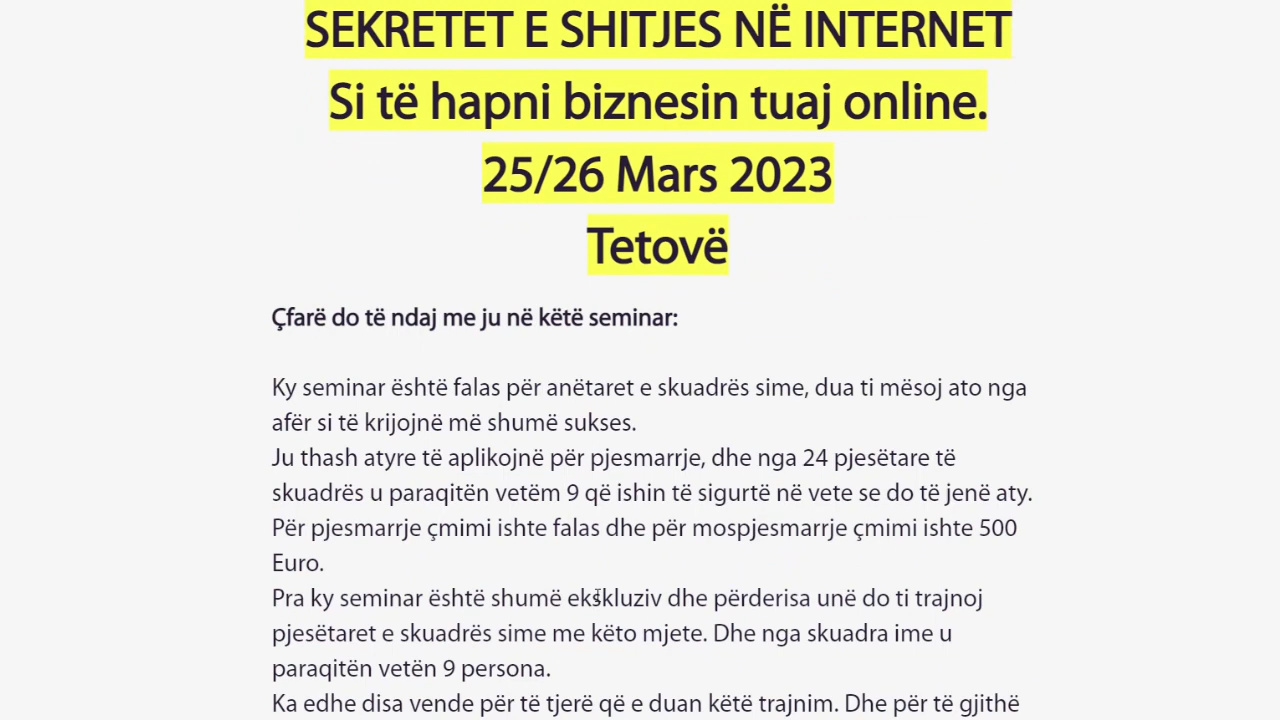 SEKRETET E SHITJES NË INTERNET
Si të hapni biznesin tuaj online.
25/26 Mars 2023
Tetovë
Çfarë do të ndaj me ju në këtë seminar:
Ky seminar është falas për anëtaret e skuadrës sime, dua ti mësoj ato nga
afër si të krijojnë më shumë sukses.
Ju thash atyre të aplikojnë për pjesmarrje, dhe nga 24 pjesëtare të
skuadrës u paraqitën vetëm 9 që ishin të sigurtë në vete se do të jenë aty.
Për pjesmarrje çmimi ishte falas dhe për mospjesmarrje çmimi ishte 500
Euro.
Pra ky seminar është shumë ekskluziv dhe përderisa unë do ti trajnoj
pjesëtaret e skuadrës sime me këto mjete. Dhe nga skuadra ime u
paraqitën vetën 9 persona.
Ka edhe disa vende për të tjerë që e duan këtë trajnim. Dhe për të gjithë